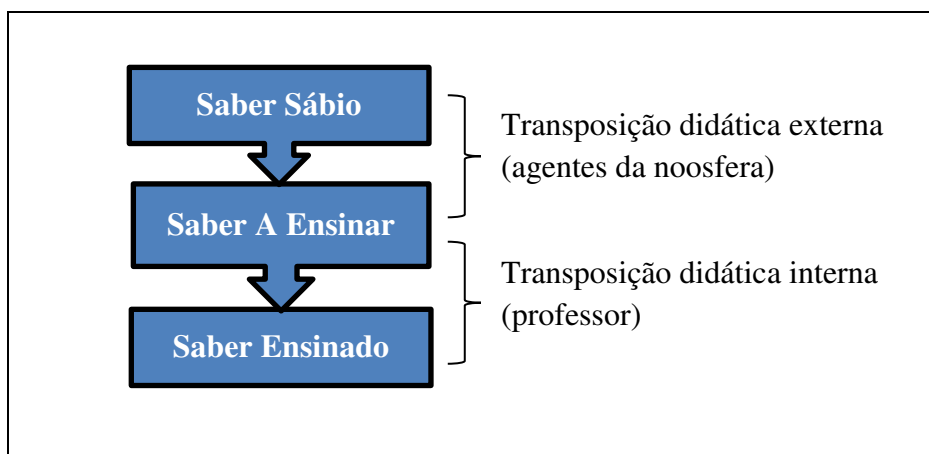 Saber Sábio
Transposição didática externa
(agentes da noosfera)
Saber A Ensinar
Transposição didática interna
(professor)
Saber Ensinado